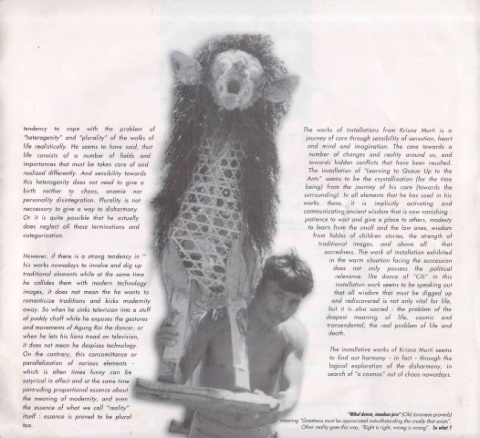 tendency to cope with the problem of
"heterogenity" and "plurality" of the walks of
life realistically. He seems to have said, that
life consists of a number of fields and
importances that must be taken care of and
realized differently. And sensibility towards
this heterogenity does not need to give a
birth neither to chaos, anomie nor
personality disintegration. Plurality is not
neccessary to give a way to disharmony.
Or it is quite possible that he actually
does neglect all those terminations and
categorization.
However, if there is a strong tendency in
his works nowadays to involve and dig up
traditional elements while at the same time
he collides them with modern technology
images, it does not mean the he wants to
romanticize traditions and kicks modernity
away. So when he sinks television into a stuff
of paddy chaff while he exposes the gestures
and movements of Agung Rai the dancer, or
when he lets his lions tread on television,
it does not mean he despises technology.
On the contrary, this concomittance or
parallelization of various elements -
which is often times funny can be
satyrical in effect and at the same time
protruding proportional essence about
the meaning of modernity, and even
the essence of what we call "reality"
itself : essence is proved to be plural
too.
The works of installations from Krisna Murti is a
journey of care through sensibility of sensation, heart
and mind and imagination. The care towards a
number of changes and reality around us, and
towards hidden conflicts that have been resulted.
The installation of "Learning to Queue Up to the
Ants" seems to be the crystallization (for the time
being) from the journey of his care (towards the
surrounding). In all elements that he has used in his
works there, it is implicitly activating and
communicating ancient wisdom that is now vanishing :
patience to wait and give a place to others, modesty
to learn from the small and the low ones, wisdom
from fables of children stories, the strength of
traditional images, and above all : that
sacredness. The work of installation exhibited
in the warm situation facing the succession
does not only possess the political
relevance. The dance of "Cili" in this
installation work seems to be speaking out
that all wisdom that must be digged up
and rediscovered is not only vital for life,
but it is also sacred : the problem of the
deepest meaning of life, cosmic and
transendental; the real problem of life and
death.
The installative works of Krisna Murti seems
to find out harmony - in fact - through the
logical exploration of the disharmony, in
search of "a cosmos" out of chaos nowadays.
(Old Javanese proverb)
meaning "Greatness must be appreciated notwithstanding the cruelty that exists"
Other reality goes this way, "Right is right, wrong is wrong". So what ?